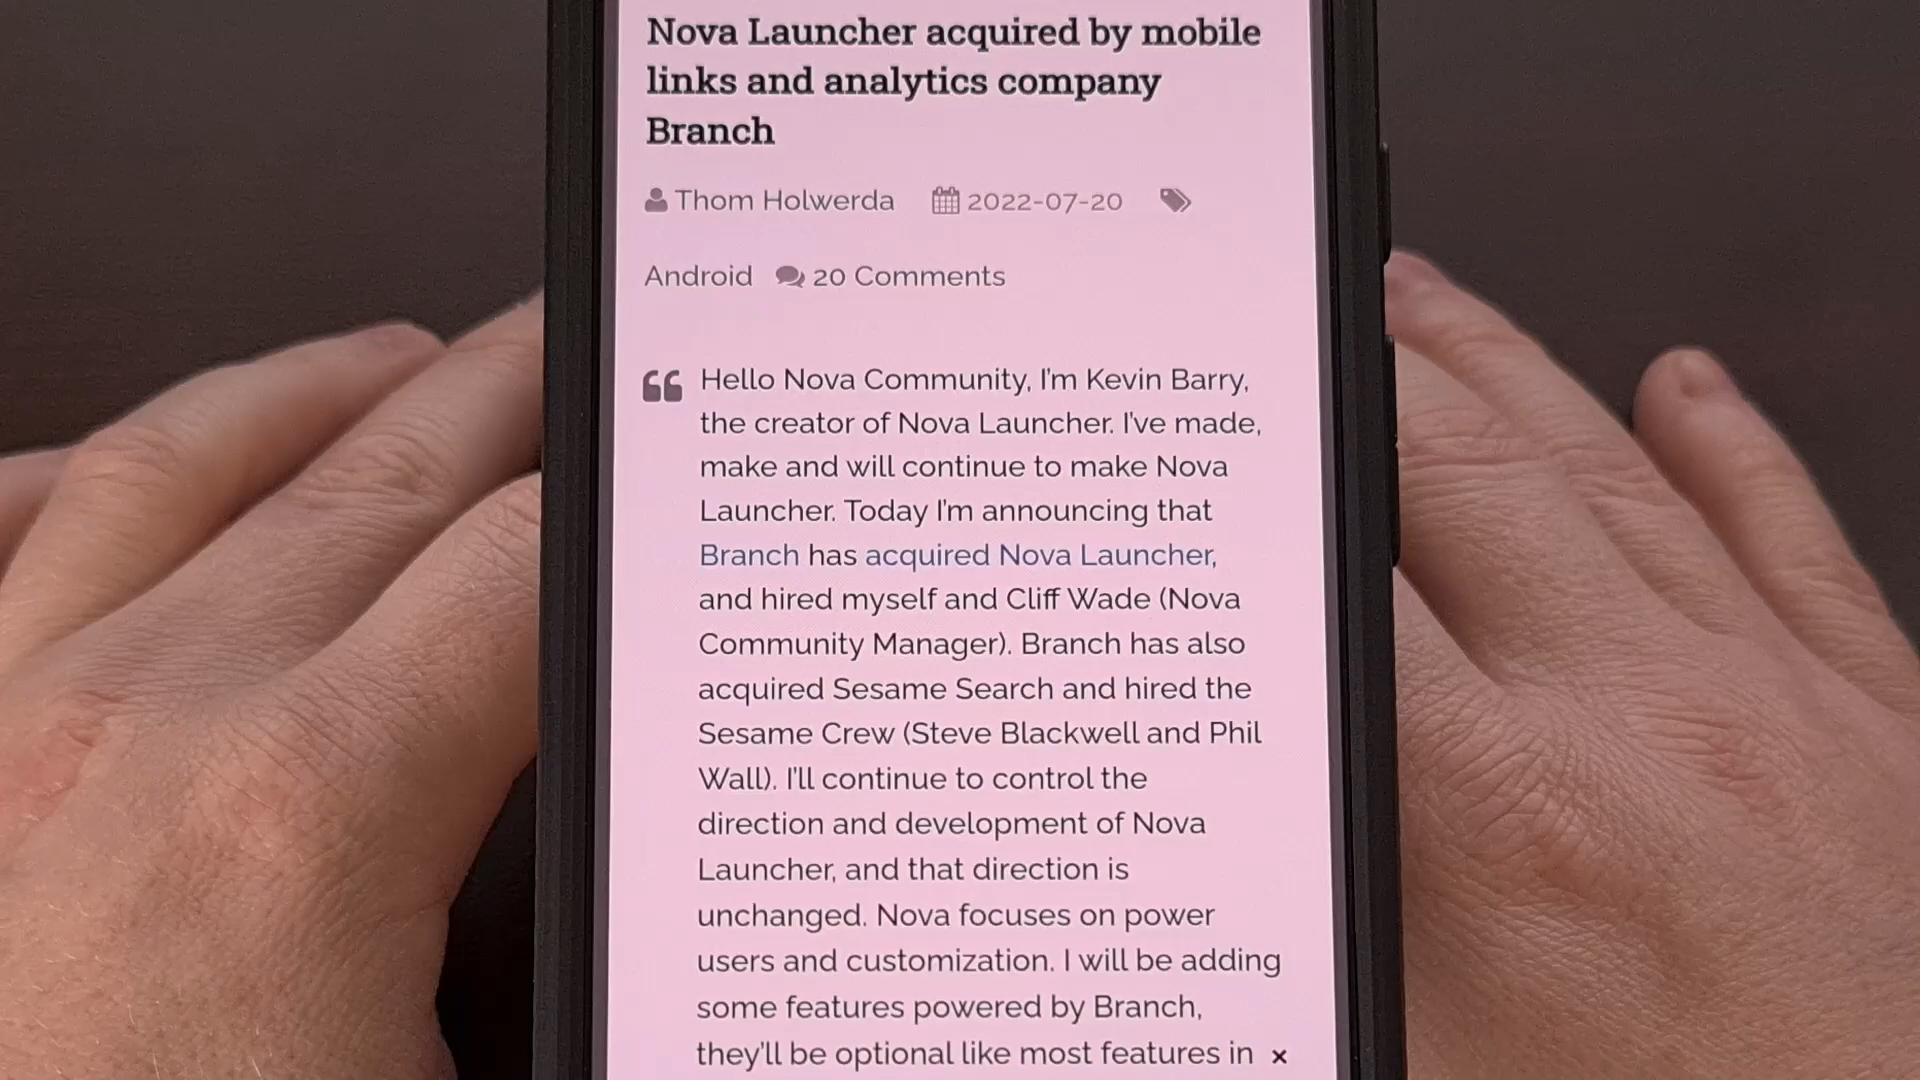 Nova Launcher acquired by mobile
links and analytics company
Branch
Thom Holwerda 2022-07-20
Android 20 Comments
“ Hello Nova Community, I'm Kevin Barry,
the creator of Nova Launcher. I've made,
make and will continue to make Nova
Launcher. Today I'm announcing that
Branch has acquired Nova Launcher,
and hired myself and Cliff Wade (Nova
Community Manager). Branch has also
acquired Sesame Search and hired the
Sesame Crew (Steve Blackwell and Phil
Wall). I'll continue to control the
direction and development of Nova
Launcher, and that direction is
unchanged. Nova focuses on power
users and customization. I will be adding
some features powered by Branch,
they'll be optional like most features in ×